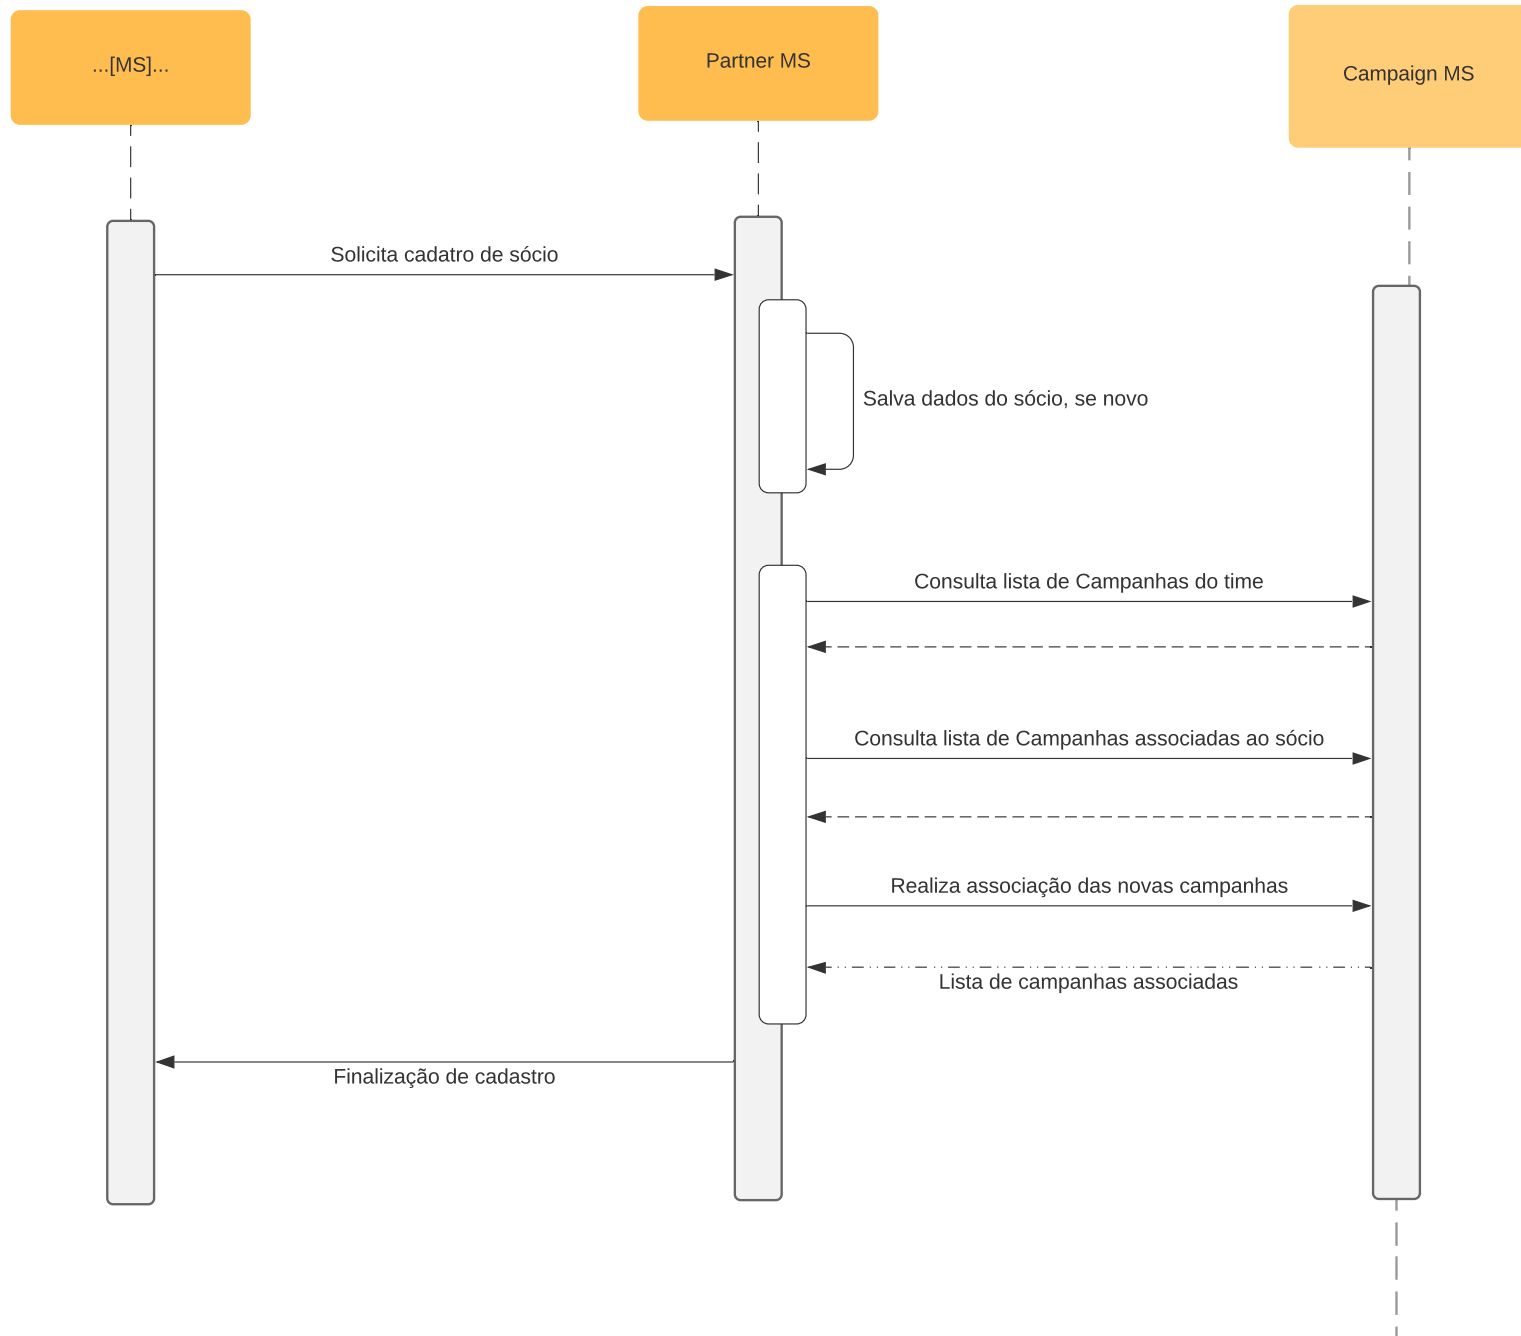 ...[MS]...
Partner MS
Campaign MS
Solicita cadatro de sócio
Salva dados do sócio, se novo
Consulta lista de Campanhas do time
Consulta lista de Campanhas associadas ao sócio
Realiza associação das novas campanhas
Lista de campanhas associadas
Finalização de cadastro